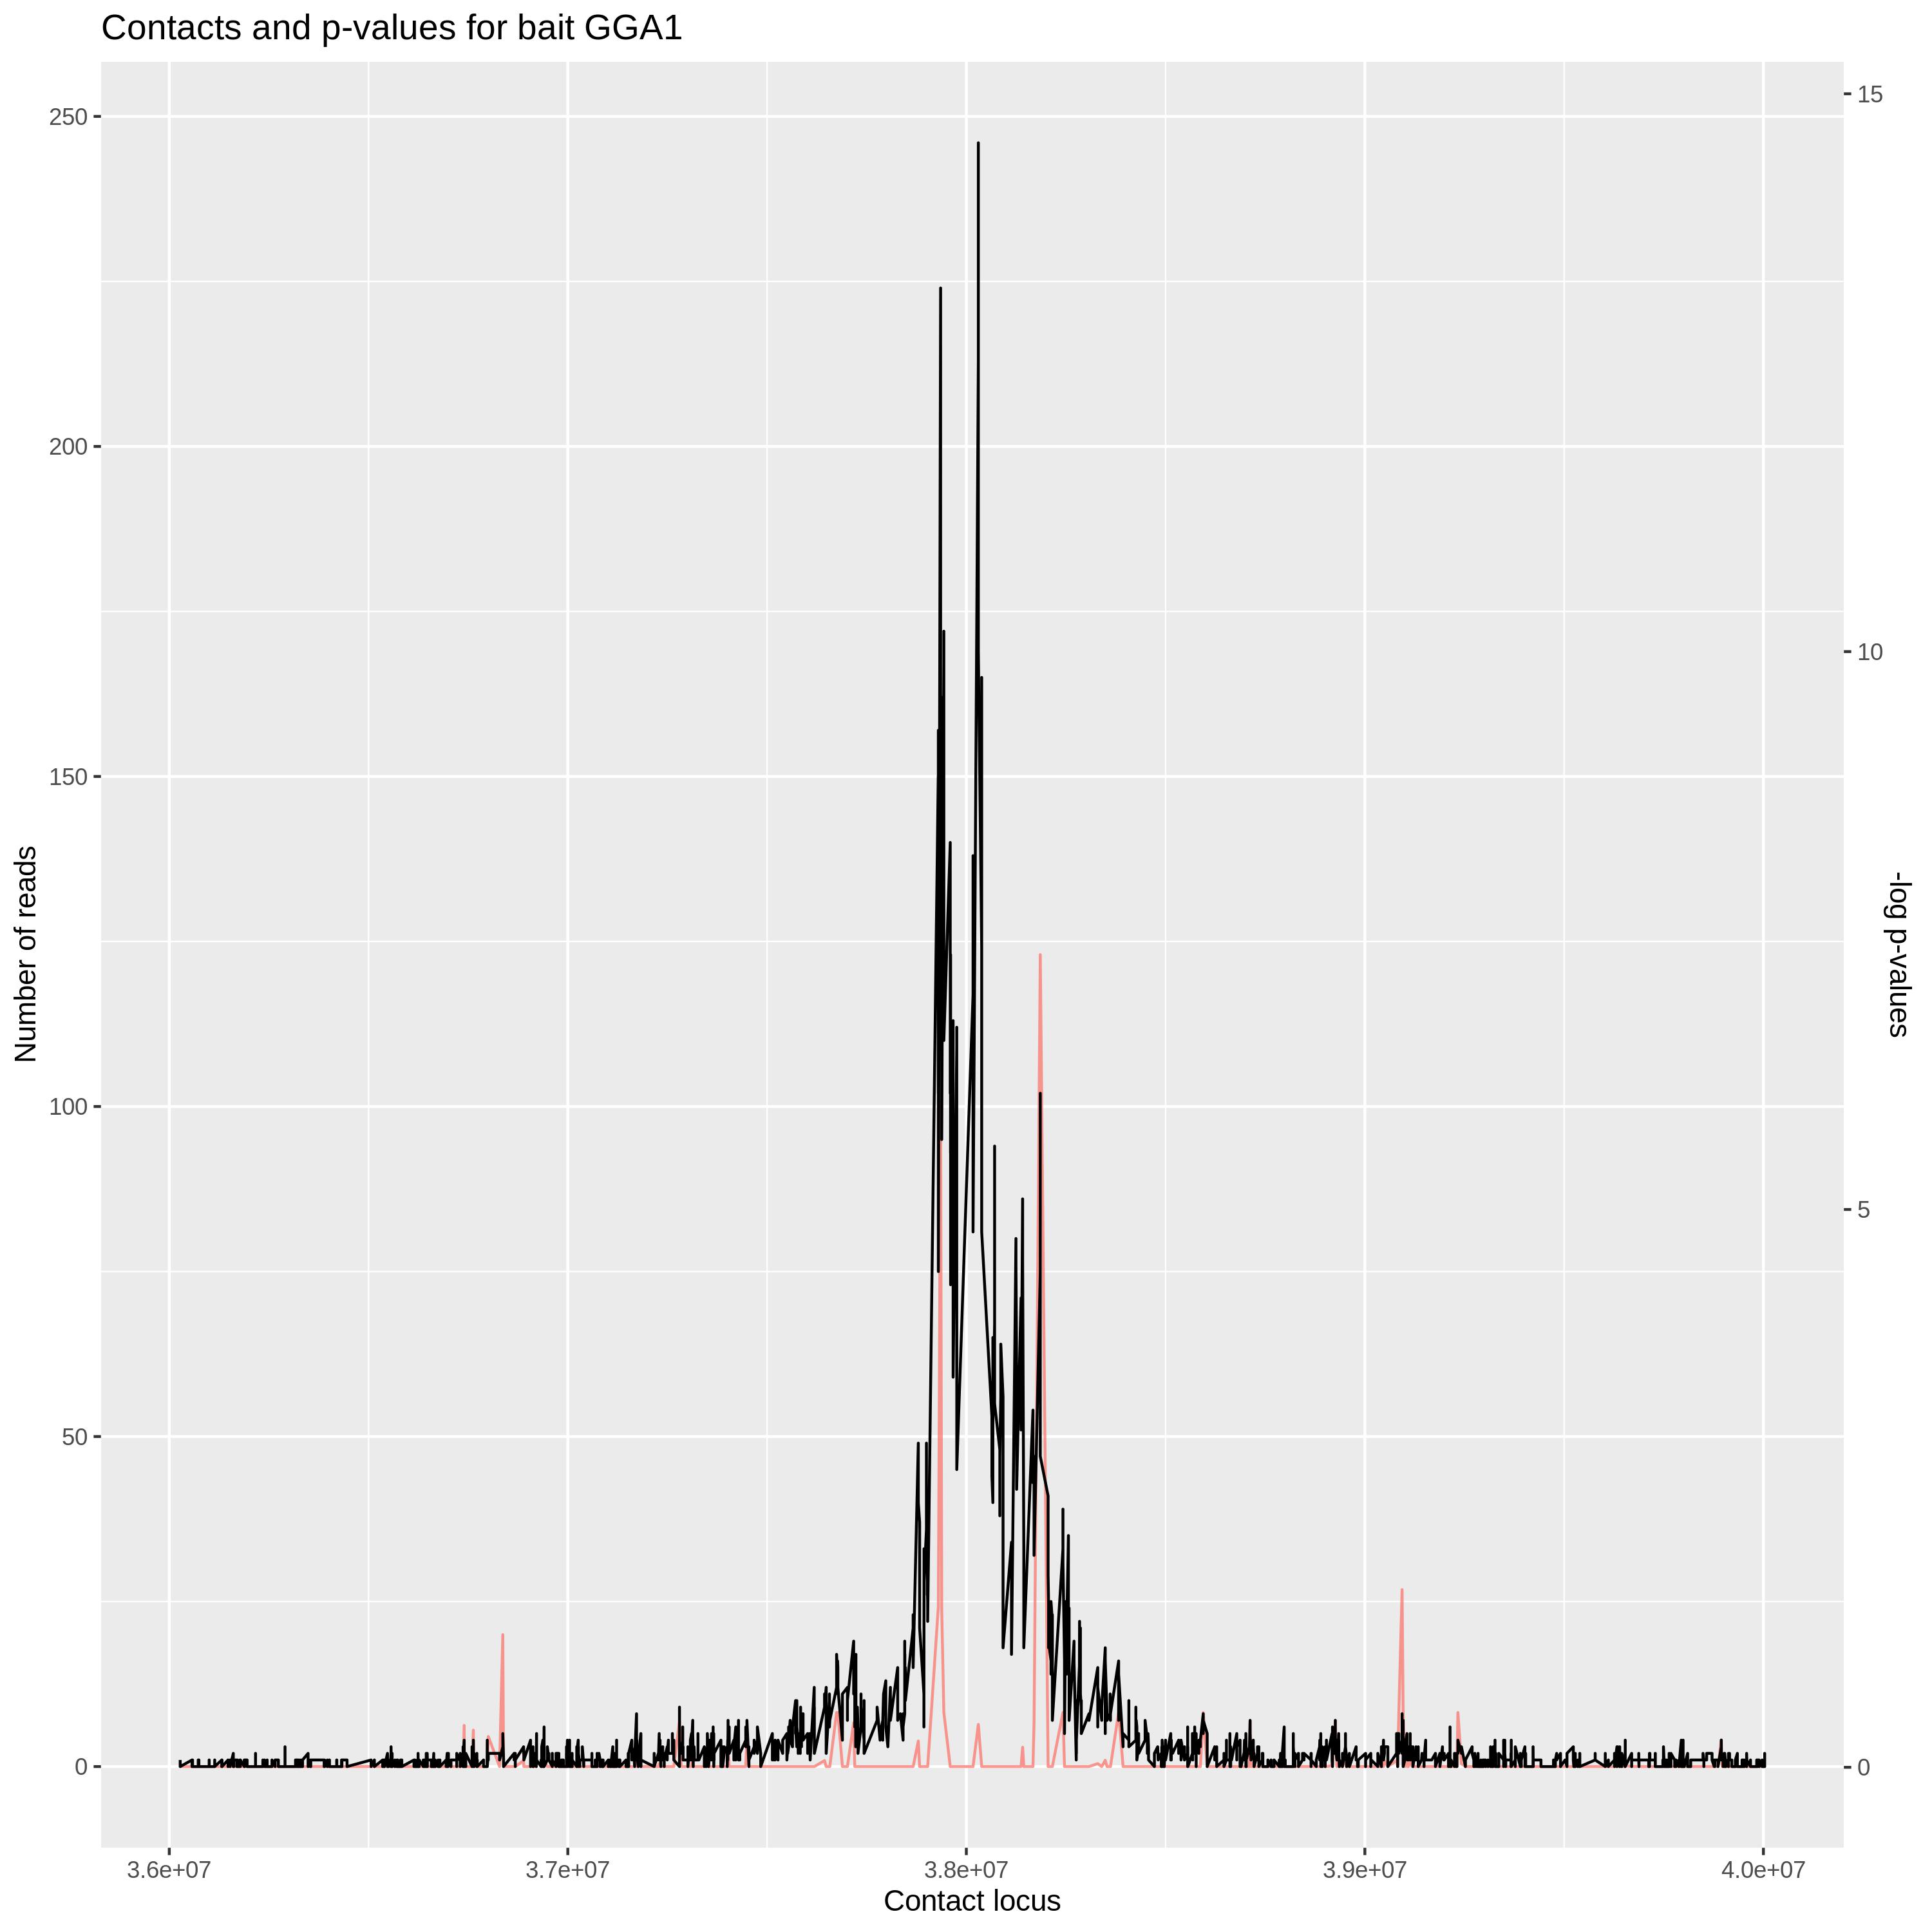 Contacts and p-values for bait GGA1
250
200
150
100
50
0
Number of reads
15
10
5
0
-log p-values
3.6e+07
3.7e+07
3.8e+07
3.9e+07
4.0e+07
Contact locus